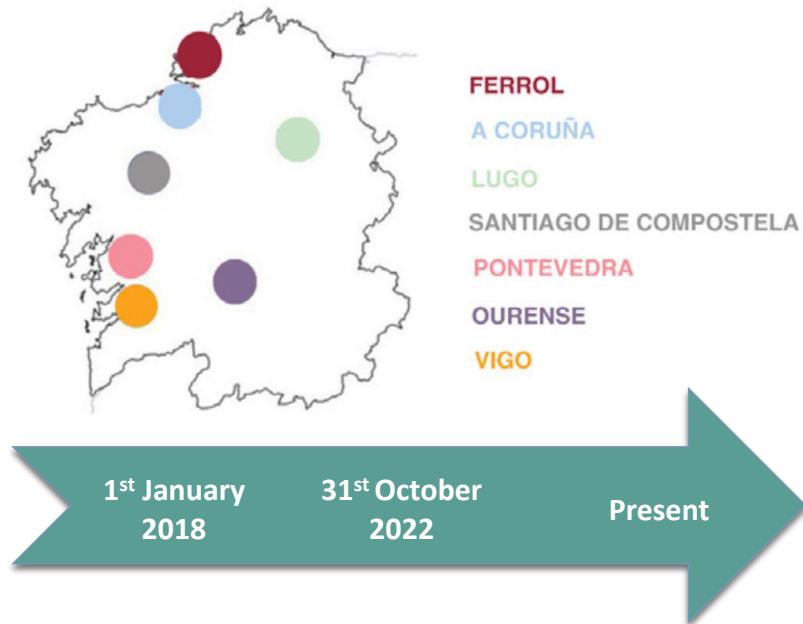 FERROL
A CORUÑA
LUGO
SANTIAGO DE COMPOSTELA
PONTEVEDRA
OURENSE
VIGO
1st January
2018
31st October
2022
Present